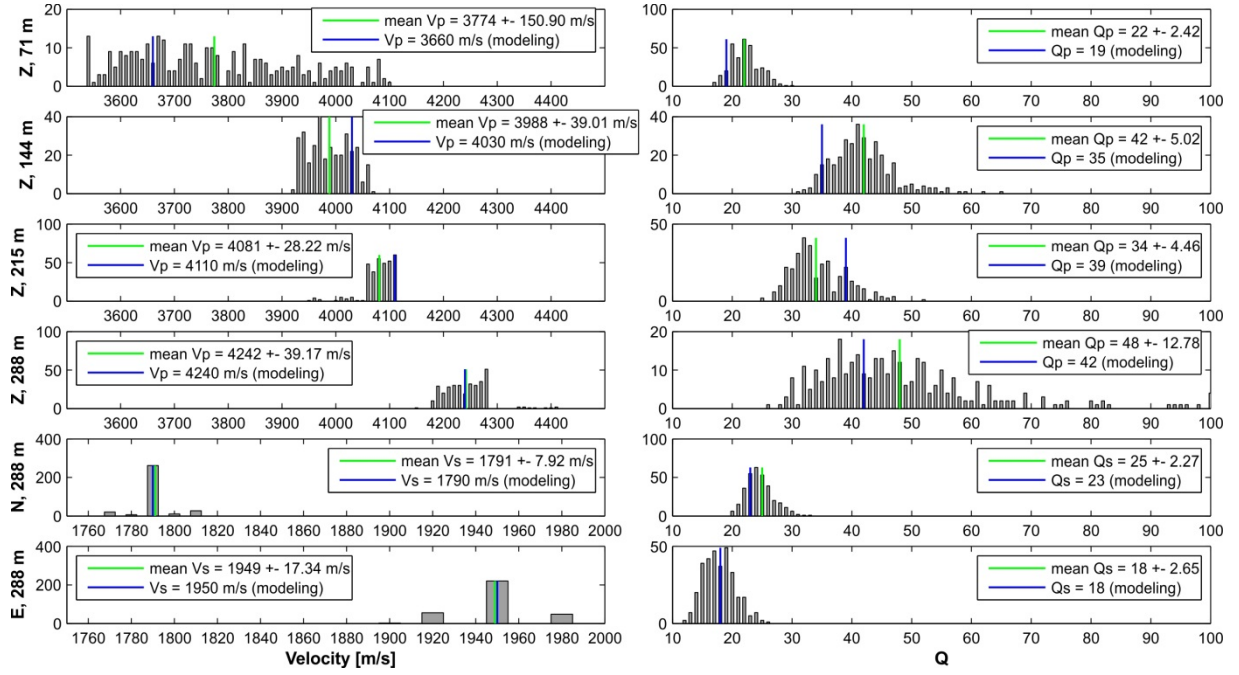 Z, 71 m
15
10
5
0
3600 3700 3800 3900 4000 4100 4200 4300 4400
mean Vp = 3774 +- 150.90 m/s
Vp = 3660 m/s (modeling)
100
50
0
10 20 30 40 50 60 70 80 90 100
mean Qp = 22 +- 2.42
Qp = 19 (modeling)
Z, 144 m
40
20
0
3600 3700 3800 3900 4000 4100 4200 4300 4400
mean Vp = 3988 +- 39.01 m/s
Vp = 4030 m/s (modeling)
40
20
0
10 20 30 40 50 60 70 80 90 100
mean Qp = 42 +- 5.02
Qp = 35 (modeling)
Z, 215 m
100
50
0
3600 3700 3800 3900 4000 4100 4200 4300 4400
mean Vp = 4081 +- 28.22 m/s
Vp = 4110 m/s (modeling)
50
0
10 20 30 40 50 60 70 80 90 100
mean Qp = 34 +- 4.46
Qp = 39 (modeling)
Z, 288 m
100
50
0
3600 3700 3800 3900 4000 4100 4200 4300 4400
mean Vp = 4242 +- 39.17 m/s
Vp = 4240 m/s (modeling)
20
10
0
10 20 30 40 50 60 70 80 90 100
mean Qp = 48 +- 12.78
Qp = 42 (modeling)
N, 288 m
400
200
0
1760 1780 1800 1820 1840 1860 1880 1900 1920 1940 1960 1980 2000
mean Vs = 1791 +- 7.92 m/s
Vs = 1790 m/s (modeling)
100
50
0
10 20 30 40 50 60 70 80 90 100
mean Qs = 25 +- 2.27
Qs = 23 (modeling)
E, 288 m
400
200
0
1760 1780 1800 1820 1840 1860 1880 1900 1920 1940 1960 1980 2000
mean Vs = 1949 +- 17.34 m/s
Vs = 1950 m/s (modeling)
Velocity [m/s]
50
0
10 20 30 40 50 60 70 80 90 100
mean Qs = 18 +- 2.65
Qs = 18 (modeling)
Q